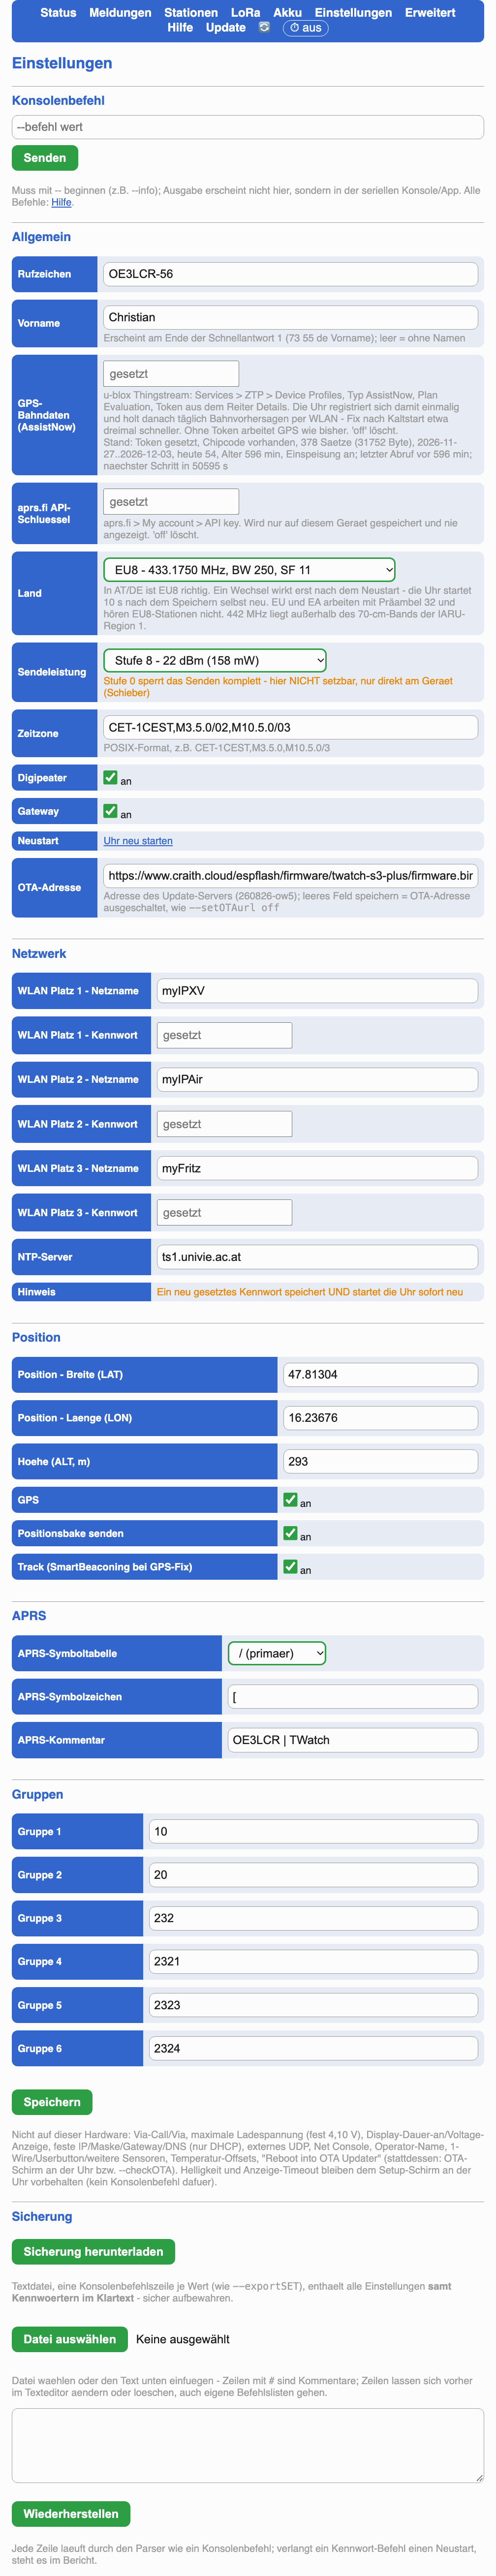 Status Meldungen Stationen LoRa Akku Einstellungen Erweitert
Hilfe Update ⏱ aus
Einstellungen
Konsolenbefehl
--befehl wert
Senden
Muss mit -- beginnen (z.B. --info); Ausgabe erscheint nicht hier, sondern in der seriellen Konsole/App. Alle
Befehle: Hilfe.
Allgemein
Rufzeichen
OE3LCR-56
Vorname
Christian
Erscheint am Ende der Schnellantwort 1 (73 55 de Vorname); leer = ohne Namen
GPS-
Bahndaten
(AssistNow)
gesetzt
u-blox Thingstream: Services > ZTP > Device Profiles, Typ AssistNow, Plan
Evaluation, Token aus dem Reiter Details. Die Uhr registriert sich damit einmalig
und holt danach täglich Bahnvorhersagen per WLAN - Fix nach Kaltstart etwa
dreimal schneller. Ohne Token arbeitet GPS wie bisher. 'off' löscht.
Stand: Token gesetzt, Chipcode vorhanden, 378 Saetze (31752 Byte), 2026-11-
27..2026-12-03, heute 54, Alter 596 min, Einspeisung an; letzter Abruf vor 596 min;
naechster Schritt in 50595 s
aprs.fi API-
Schluessel
gesetzt
aprs.fi > My account > API key. Wird nur auf diesem Geraet gespeichert und nie
angezeigt. 'off' löscht.
Land
EU8 - 433.1750 MHz, BW 250, SF 11
In AT/DE ist EU8 richtig. Ein Wechsel wirkt erst nach dem Neustart - die Uhr startet
10 s nach dem Speichern selbst neu. EU und EA arbeiten mit Präambel 32 und
hören EU8-Stationen nicht. 442 MHz liegt außerhalb des 70-cm-Bands der IARU-
Region 1.
Sendeleistung
Stufe 8 - 22 dBm (158 mW)
Stufe 0 sperrt das Senden komplett - hier NICHT setzbar, nur direkt am Geraet
(Schieber)
Zeitzone
CET-1CEST,M3.5.0/02,M10.5.0/03
POSIX-Format, z.B. CET-1CEST,M3.5.0,M10.5.0/3
Digipeater
an
Gateway
an
Neustart
Uhr neu starten
OTA-Adresse
https://www.craith.cloud/espflash/firmware/twatch-s3-plus/firmware.bir
Adresse des Update-Servers (260826-ow5); leeres Feld speichern = OTA-Adresse
ausgeschaltet, wie --setOTAurl off
Netzwerk
WLAN Platz 1 - Netzname
myIPXV
WLAN Platz 1 - Kennwort
gesetzt
WLAN Platz 2 - Netzname
myIPAir
WLAN Platz 2 - Kennwort
gesetzt
WLAN Platz 3 - Netzname
myFritz
WLAN Platz 3 - Kennwort
gesetzt
NTP-Server
ts1.univie.ac.at
Hinweis
Ein neu gesetztes Kennwort speichert UND startet die Uhr sofort neu
Position
Position - Breite (LAT)
47.81304
Position - Laenge (LON)
16.23676
Hoehe (ALT, m)
293
GPS
an
Positionsbake senden
an
Track (SmartBeaconing bei GPS-Fix)
an
APRS
APRS-Symboltabelle
/ (primaer)
APRS-Symbolzeichen
[
APRS-Kommentar
OE3LCR | TWatch
Gruppen
Gruppe 1
10
Gruppe 2
20
Gruppe 3
232
Gruppe 4
2321
Gruppe 5
2323
Gruppe 6
2324
Speichern
Nicht auf dieser Hardware: Via-Call/Via, maximale Ladespannung (fest 4,10 V), Display-Dauer-an/Voltage-
Anzeige, feste IP/Maske/Gateway/DNS (nur DHCP), externes UDP, Net Console, Operator-Name, 1-
Wire/Userbutton/weitere Sensoren, Temperatur-Offsets, "Reboot into OTA Updater" (stattdessen: OTA-
Schirm an der Uhr bzw. --checkOTA). Helligkeit und Anzeige-Timeout bleiben dem Setup-Schirm an der
Uhr vorbehalten (kein Konsolenbefehl dafuer).
Sicherung
Sicherung herunterladen
Textdatei, eine Konsolenbefehlszeile je Wert (wie --exportSET), enthaelt alle Einstellungen samt
Kennwoertern im Klartext - sicher aufbewahren.
Datei auswählen Keine ausgewählt
Datei waehlen oder den Text unten einfuegen - Zeilen mit # sind Kommentare; Zeilen lassen sich vorher
im Texteditor aendern oder loeschen, auch eigene Befehlslisten gehen.
Wiederherstellen
Jede Zeile laeuft durch den Parser wie ein Konsolenbefehl; verlangt ein Kennwort-Befehl einen Neustart,
steht es im Bericht.